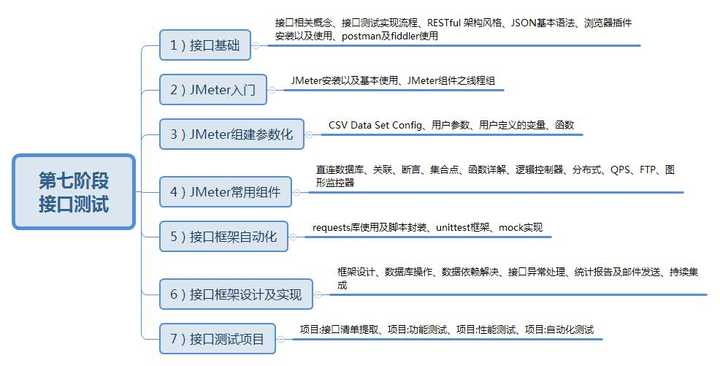 接口相关概念、接口测试实现流程、RESTful 架构风格、JSON基本语法、浏览器插件
安装以及使用、postman及fiddler使用
1）接口基础
JMeter安装以及基本使用、JMeter组件之线程组
2）JMeter入门
CSV Data Set Config、用户参数、用户定义的变量、函数
3）JMeter组建参数化
第七阶段
接口测试
直连数据库、关联、断言、集合点、函数详解、逻辑控制器、分布式、QPS、FTP、图
形监控器
4）JMeter常用组件
requests库使用及脚本封装、unittest框架、mock实现
5）接口框架自动化
框架设计、数据库操作、数据依赖解决、接口异常处理、统计报告及邮件发送、持续集
成
6）接口框架设计及实现
项目:接口清单提取、项目:功能测试、项目:性能测试、项目:自动化测试
7）接口测试项目